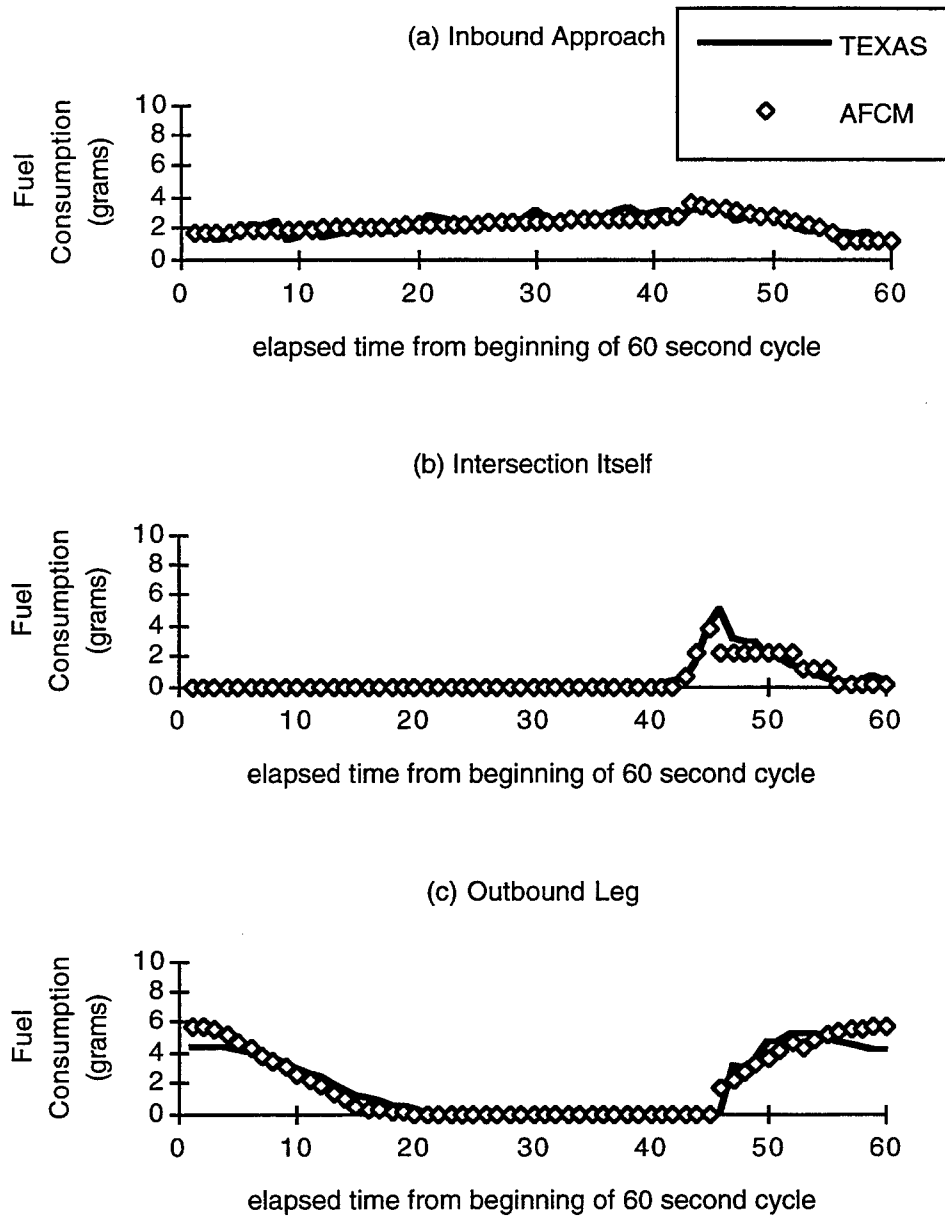 (a) Inbound Approach
TEXAS
AFCM
Fuel
Consumption
(grams)
10
8
6
4
2
0
0 10 20 30 40 50 60
elapsed time from beginning of 60 second cycle
(b) Intersection Itself
Fuel
Consumption
(grams)
10
8
6
4
2
0
0 10 20 30 40 50 60
elapsed time from beginning of 60 second cycle
(c) Outbound Leg
Fuel
Consumption
(grams)
10
8
6
4
2
0
0 10 20 30 40 50 60
elapsed time from beginning of 60 second cycle